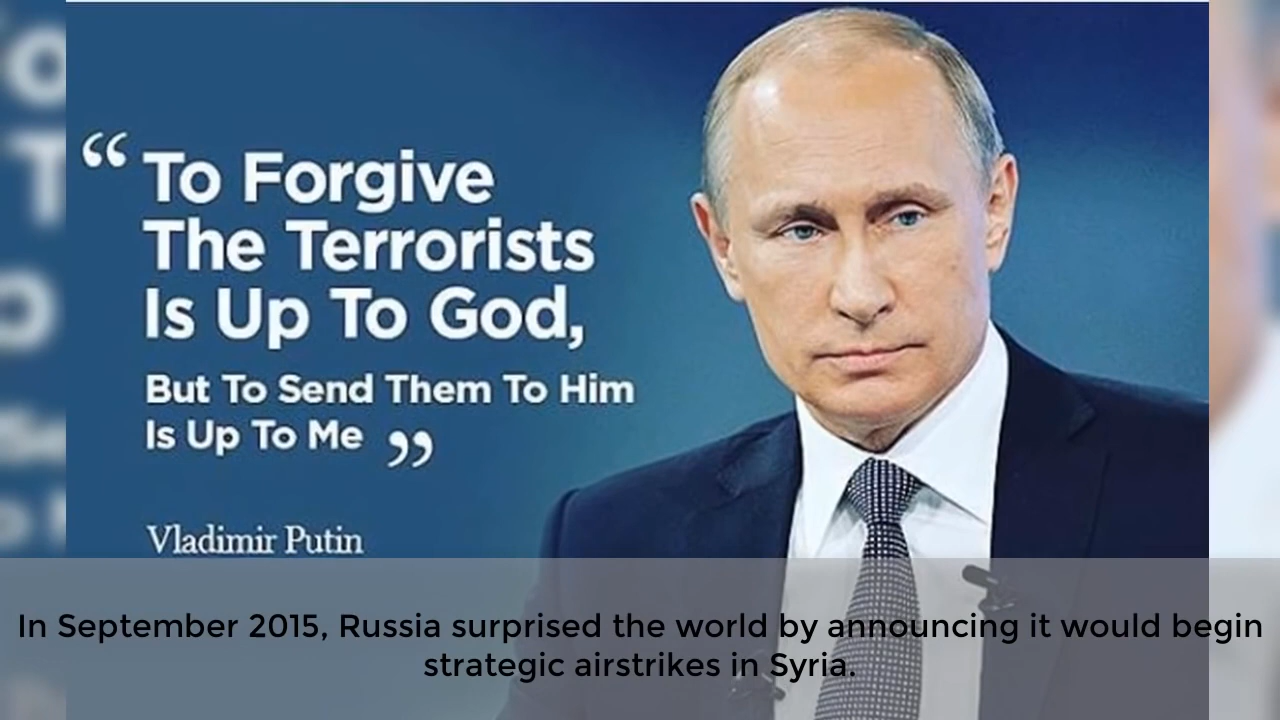 “ To Forgive
The Terrorists
Is Up To God,
But To Send Them To Him
Is Up To Me ”
Vladimir Putin
In September 2015, Russia surprised the world by announcing it would begin
strategic airstrikes in Syria.